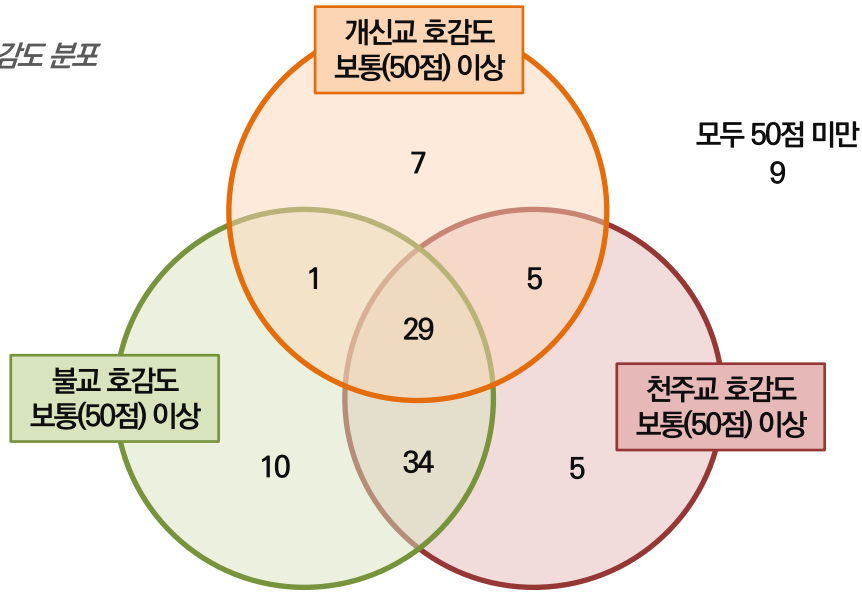 감도 분포
개신교 호감도
보통(50점) 이상
모두 50점 미만
9
7
1
5
29
불교 호감도
보통(50점) 이상
천주교 호감도
보통(50점) 이상
10
34
5